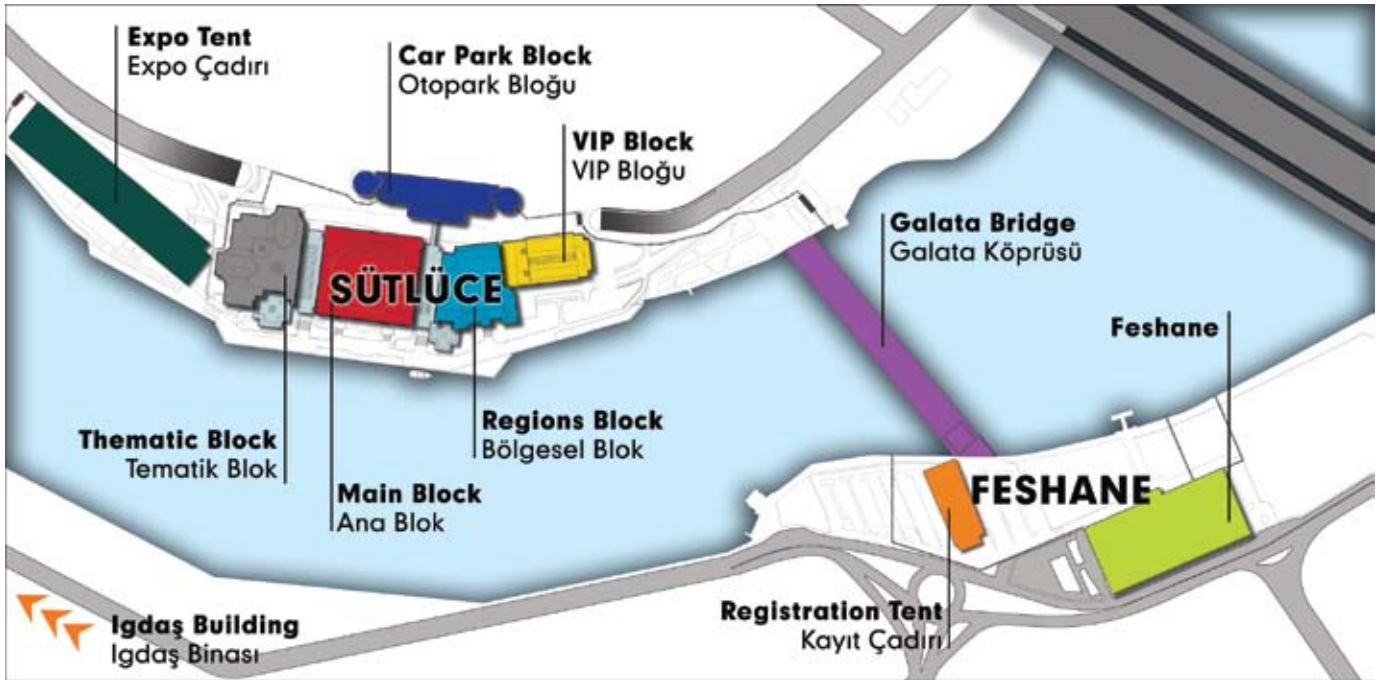 Expo Tent
Expo Çadırı
Car Park Block
Otopark Bloğu
VIP Block
VIP Bloğu
Galata Bridge
Galata Köprüsü
SÜTLÜCE
Feshane
Thematic Block
Tematik Blok
Regions Block
Bölgesel Blok
Main Block
Ana Blok
FESHANE
Registration Tent
Kayıt Çadırı
Igdaş Building
Igdaş Binası